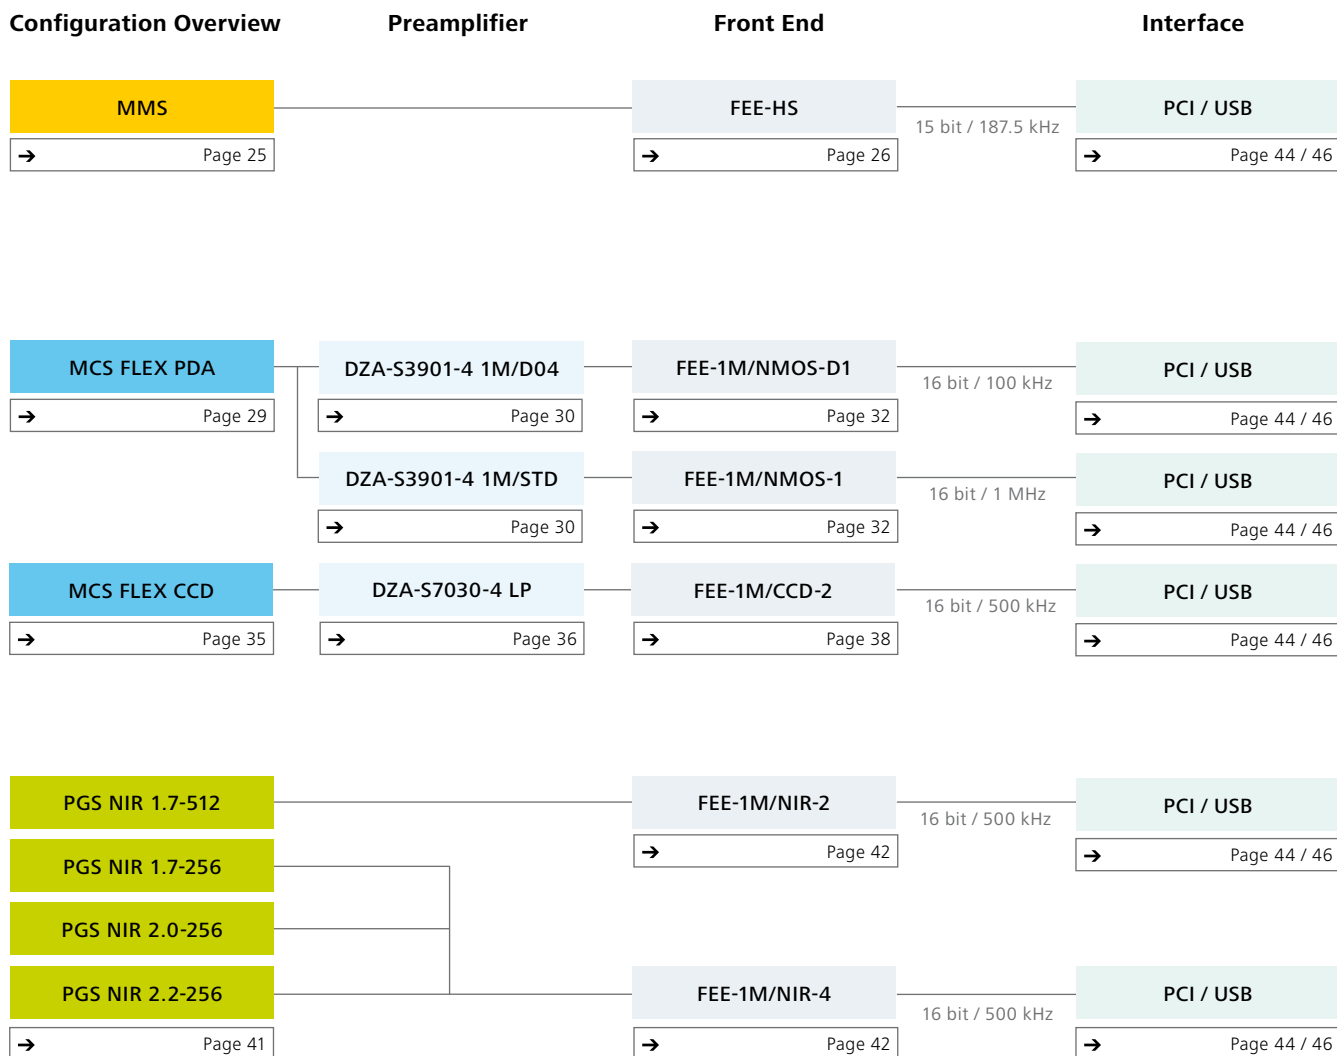 Configuration Overview Preamplifier Front End Interface
MMS FEE-HS 15 bit / 187.5 kHz PCI / USB
➔ Page 25 ➔ Page 26 ➔ Page 44 / 46
MCS FLEX PDA DZA-S3901-4 1M/D04 FEE-1M/NMOS-D1 16 bit / 100 kHz PCI / USB
➔ Page 29 ➔ Page 30 ➔ Page 32 ➔ Page 44 / 46
DZA-S3901-4 1M/STD FEE-1M/NMOS-1 16 bit / 1 MHz PCI / USB
➔ Page 30 ➔ Page 32 ➔ Page 44 / 46
MCS FLEX CCD DZA-S7030-4 LP FEE-1M/CCD-2 16 bit / 500 kHz PCI / USB
➔ Page 35 ➔ Page 36 ➔ Page 38 ➔ Page 44 / 46
PGS NIR 1.7-512 FEE-1M/NIR-2 16 bit / 500 kHz PCI / USB
➔ Page 42 ➔ Page 44 / 46
PGS NIR 1.7-256
PGS NIR 2.0-256
PGS NIR 2.2-256 FEE-1M/NIR-4 16 bit / 500 kHz PCI / USB
➔ Page 41 ➔ Page 42 ➔ Page 44 / 46